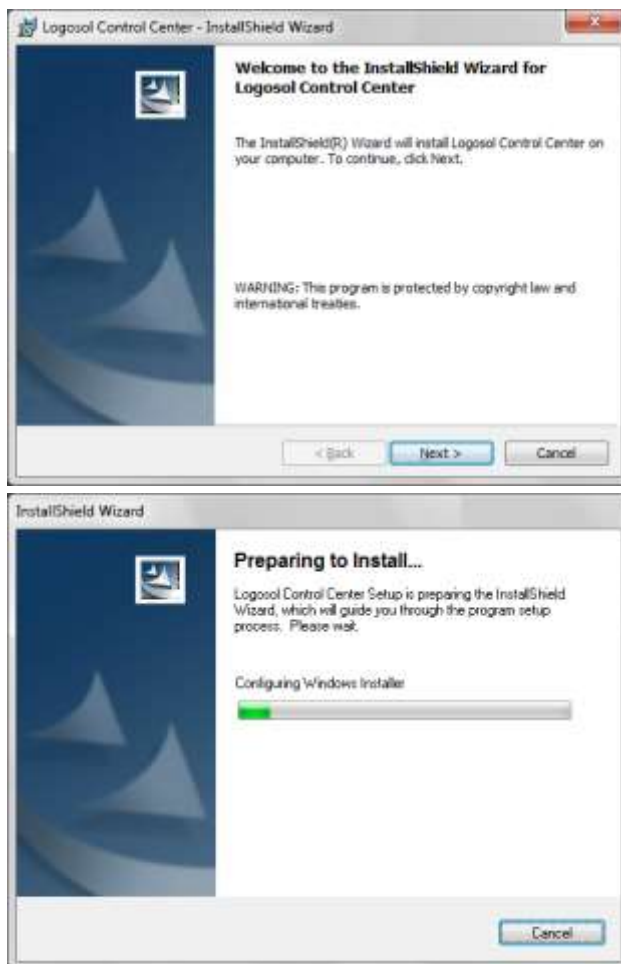 Logosol Control Center - InstallShield Wizard
Welcome to the InstallShield Wizard for
Logosol Control Center
The InstallShield(R) Wizard will install Logosol Control Center on
your computer. To continue, click Next.
WARNING: This program is protected by copyright law and
international treaties.
< Back Next > Cancel
InstallShield Wizard
Preparing to Install...
Logosol Control Center Setup is preparing the InstallShield
Wizard, which will guide you through the program setup
process. Please wait.
Configuring Windows Installer
Cancel